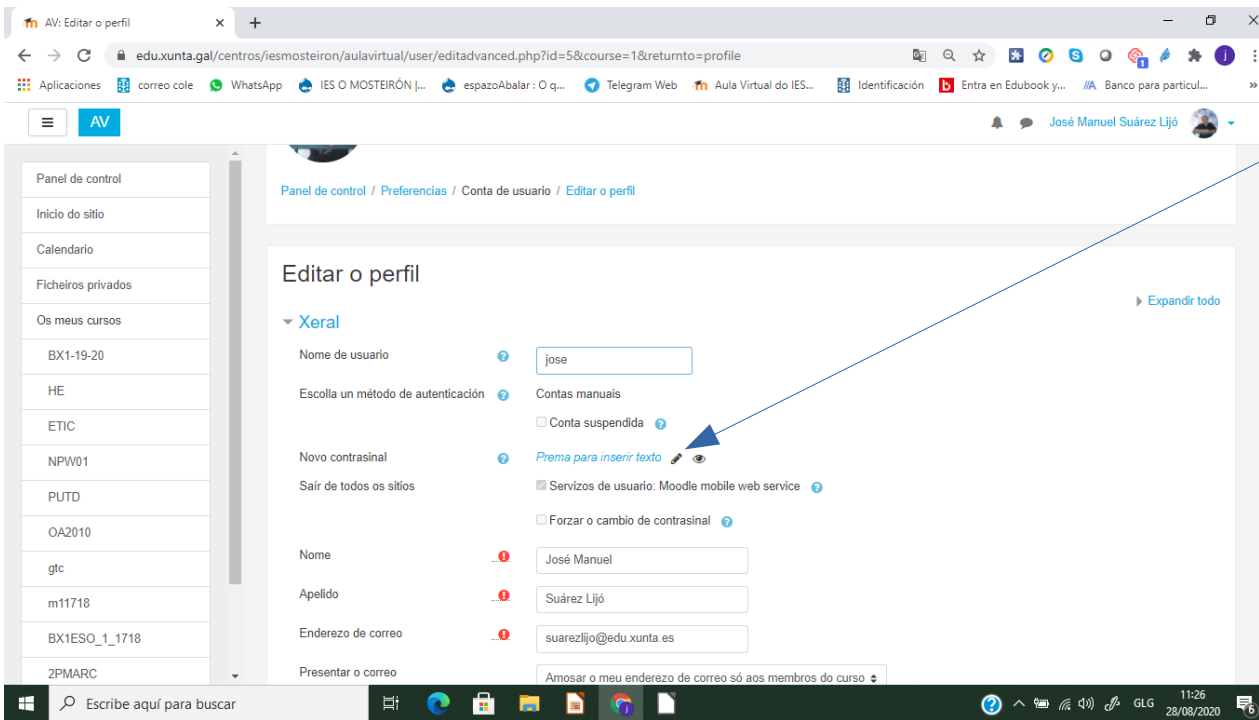 AV: Editar o perfil
edu.xunta.gal/centros/iesmosteiron/aulavirtual/user/editadvanced.php?id=5&course=1&returnto=profile
Aplicaciones correo cole WhatsApp IES O MOSTEIRÓN |... espazoAbalar : O q... Telegram Web Aula Virtual do IES... Identificación Entra en Edubook y... Banco para particul... »
AV José Manuel Suárez Lijó
Panel de control
Inicio do sitio
Calendario
Ficheiros privados
Os meus cursos
BX1-19-20
HE
ETIC
NPW01
PUTD
OA2010
gtc
m11718
BX1ESO_1_1718
2PMARC
Panel de control / Preferencias / Conta de usuario / Editar o perfil
Editar o perfil
Expandir todo
Xeral
Nome de usuario jose
Escolla un método de autenticación Contas manuais
Conta suspendida
Novo contrasinal Prema para inserir texto
Saír de todos os sitios Servizos de usuario: Moodle mobile web service
Forzar o cambio de contrasinal
Nome José Manuel
Apelido Suárez Lijó
Enderezo de correo suarezlijo@edu.xunta.es
Presentar o correo Amosar o meu enderezo de correo só aos membros do curso
Escribe aquí para buscar
GLG
11:26
28/08/2020
6